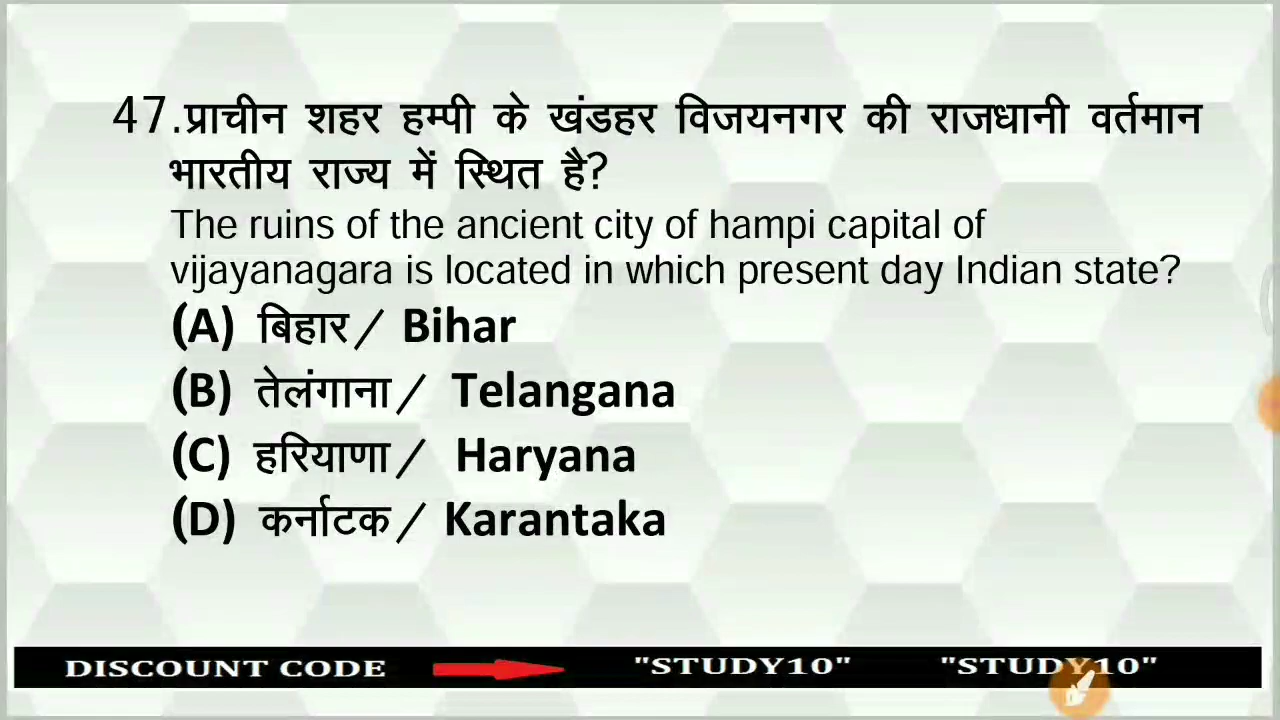 47.प्राचीन शहर हम्पी के खंडहर विजयनगर की राजधानी वर्तमान
भारतीय राज्य में स्थित है?
The ruins of the ancient city of hampi capital of
vijayanagara is located in which present day Indian state?
(A) बिहार/ Bihar
(B) तेलंगाना/ Telangana
(C) हरियाणा/ Haryana
(D) कर्नाटक/ Karantaka
DISCOUNT CODE "STUDY10" "STUDY10"